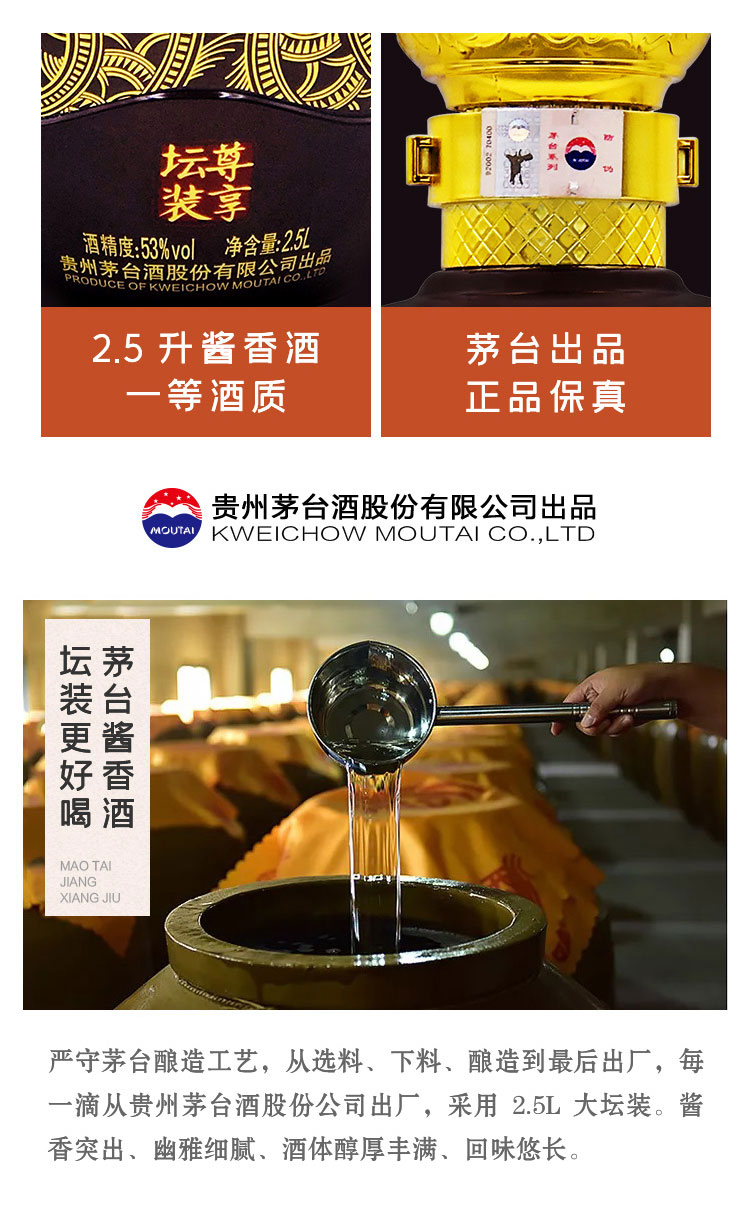 尊享
坛装
酒精度:53%vol 净含量:2.5L
贵州茅台酒股份有限公司出品
PRODUCE OF KWEICHOW MOUTAI CO.,LTD
2.5 升酱香酒
一等酒质
茅台系列
防伪
茅台出品
正品保真
MOUTAI
贵州茅台酒股份有限公司出品
KWEICHOW MOUTAI CO.,LTD
茅台酱香酒
坛装更好喝
MAO TAI
JIANG
XIANG JIU
严守茅台酿造工艺，从选料、下料、酿造到最后出厂，每
一滴从贵州茅台酒股份公司出厂，采用 2.5L 大坛装。酱
香突出、幽雅细腻、酒体醇厚丰满、回味悠长。